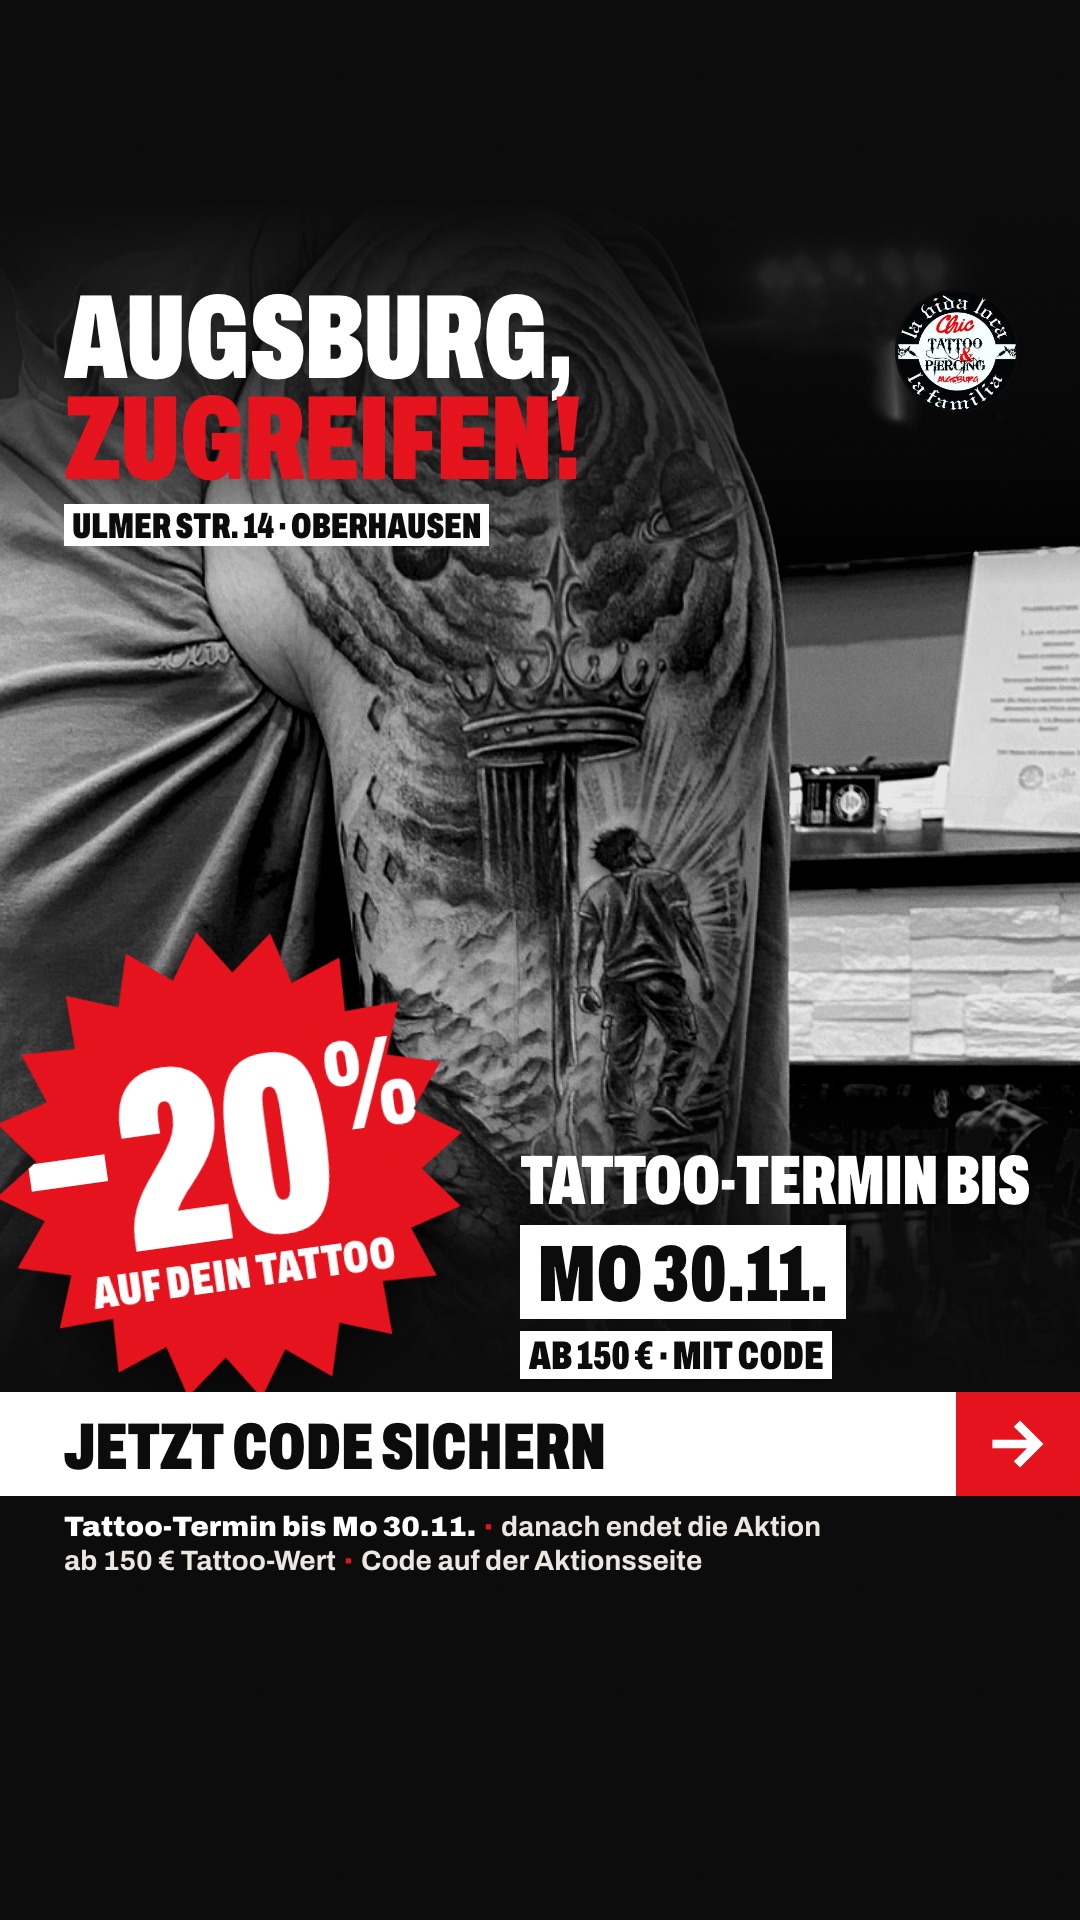 AUGSBURG,
ZUGREIFEN!
ULMER STR. 14 · OBERHAUSEN
la bida loca
Chic
TATTOO
&
PIERCING
AUGSBURG
la familia
-20%
AUF DEIN TATTOO
TATTOO-TERMIN BIS
MO 30.11.
AB 150 € · MIT CODE
JETZT CODE SICHERN
Tattoo-Termin bis Mo 30.11. · danach endet die Aktion
ab 150 € Tattoo-Wert · Code auf der Aktionsseite